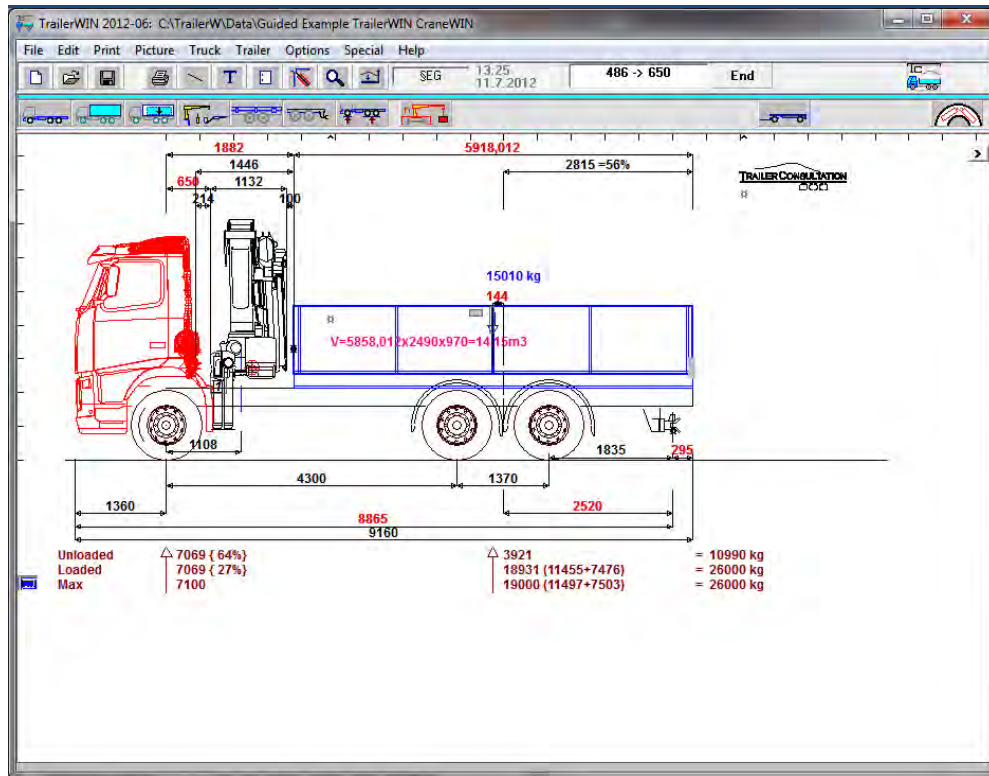 TrailerWIN 2012-06: C:\TrailerW\Data\Guided Example TrailerWIN CraneWIN
File Edit Print Picture Truck Trailer Options Special Help
T SEG 13:25 486 -> 650 End TC
11.7.2012
1882 5918,012
1446 2815 =56%
650 1132
214 100
TRAILER CONSULTATION
15010 kg
144
V=5858,012x2490x970=14,15m3
1108 1835 295
4300 1370
1360 2520
8865
9160
Unloaded 7069 { 64%} 3921 = 10990 kg
Loaded 7069 { 27%} 18931 (11455+7476) = 26000 kg
Max 7100 19000 (11497+7503) = 26000 kg